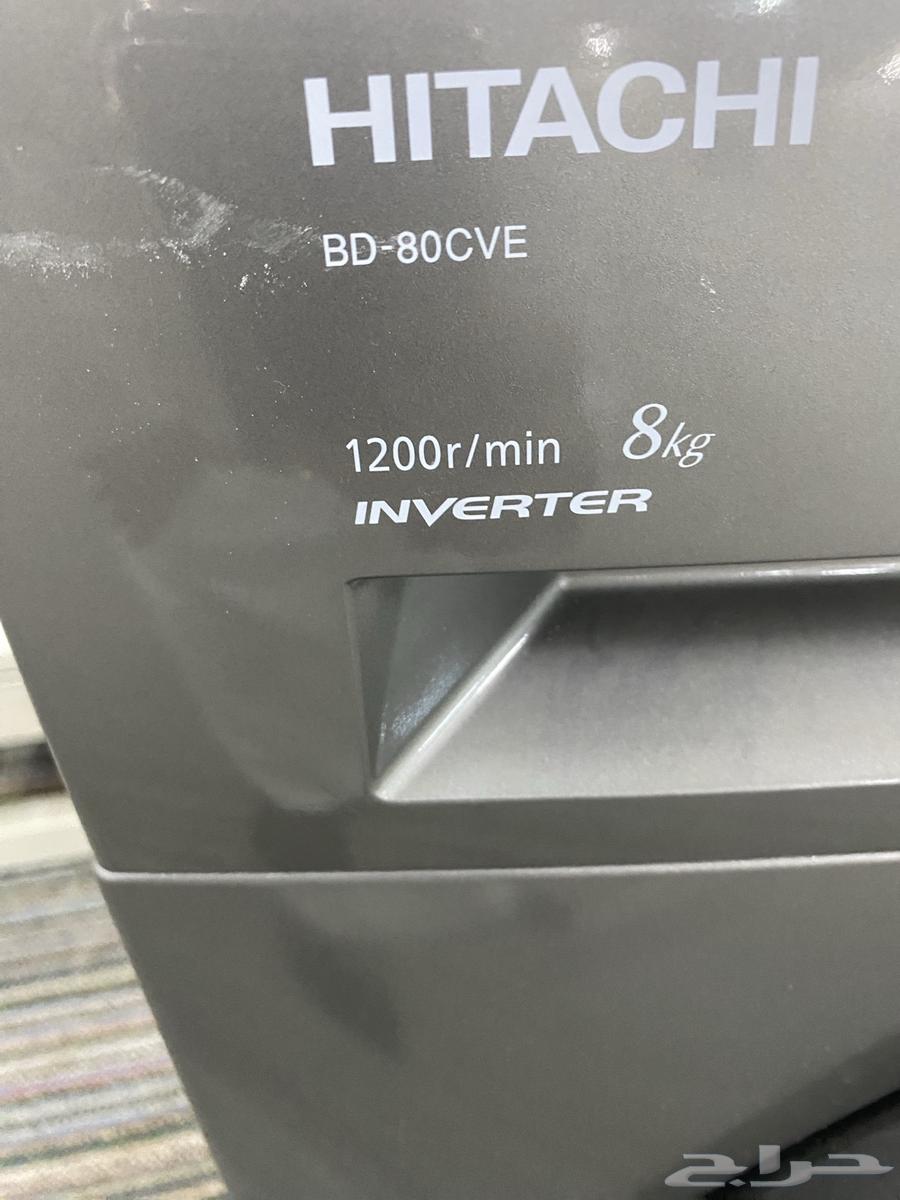 HITACHI
BD-80CVE
1200r/min 8kg
INVERTER
حراج